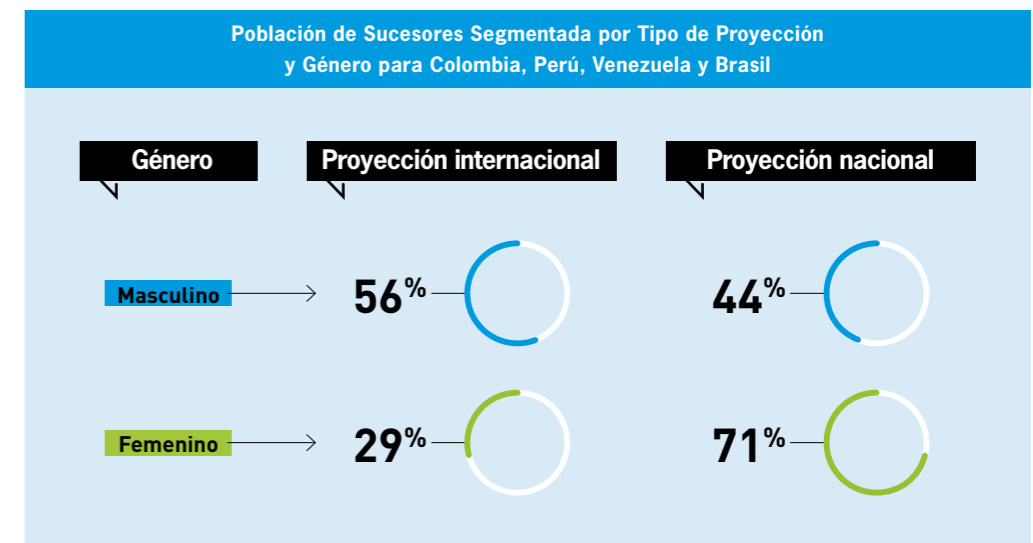 Población de Sucesores Segmentada por Tipo de Proyección
y Género para Colombia, Perú, Venezuela y Brasil
Género Proyección internacional Proyección nacional
Masculino 56% 44%
Femenino 29% 71%